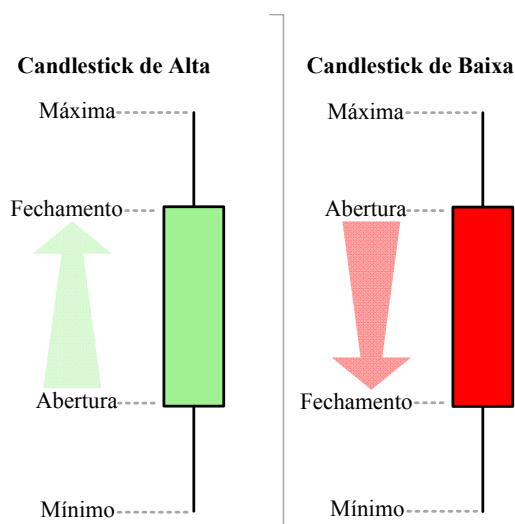 Candlestick de Alta
Máxima
Fechamento
Abertura
Mínimo
Candlestick de Baixa
Máxima
Abertura
Fechamento
Mínimo